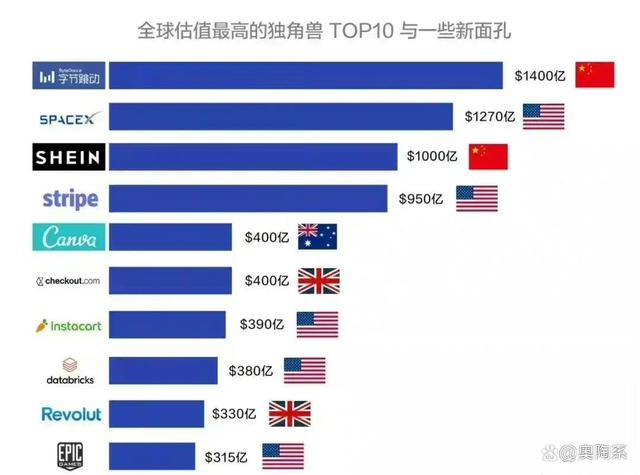 全球估值最高的独角兽 TOP10 与一些新面孔
ByteDance
字节跳动
$1400亿
SPACEX
$1270亿
SHEIN
$1000亿
stripe
$950亿
Canva
$400亿
checkout.com
$400亿
instacart
$390亿
databricks
$380亿
Revolut
$330亿
EPIC
GAMES
$315亿
@奥陶系